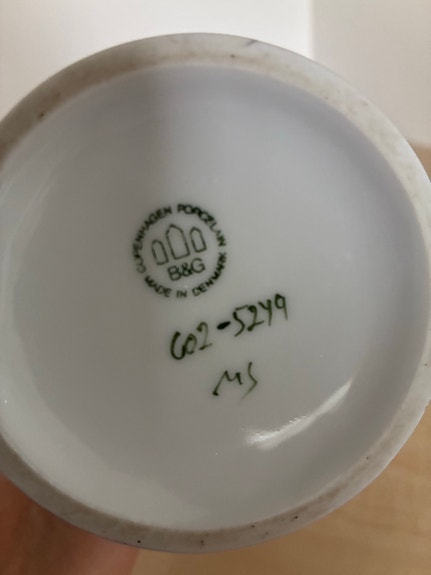 COPENHAGEN PORCELAIN
B&G
MADE IN DENMARK
602-5249
MS